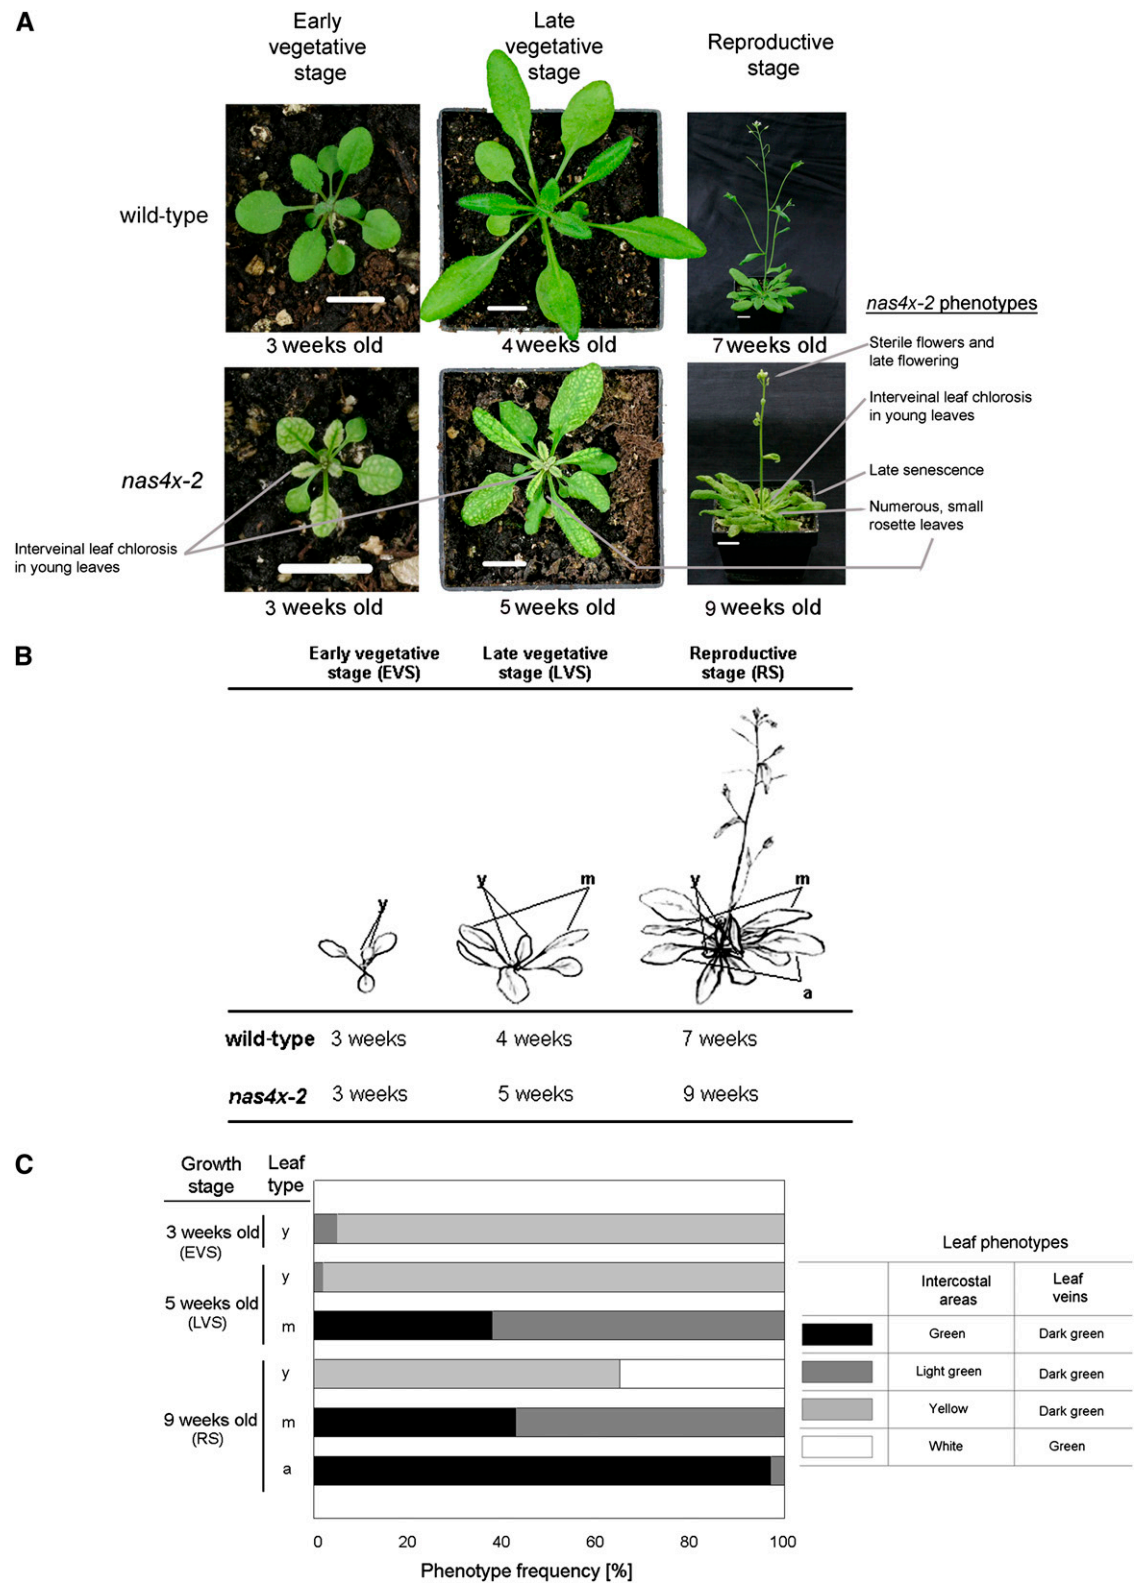 A
Early
vegetative
stage
Late
vegetative
stage
Reproductive
stage
wild-type
3 weeks old
4 weeks old
7 weeks old
nas4x-2 phenotypes
Sterile flowers and
late flowering
Interveinal leaf chlorosis
in young leaves
Late senescence
Numerous, small
rosette leaves
nas4x-2
Interveinal leaf chlorosis
in young leaves
3 weeks old
5 weeks old
9 weeks old
B
Early vegetative
stage (EVS)
Late vegetative
stage (LVS)
Reproductive
stage (RS)
y
y
m
y
m
a
wild-type 3 weeks 4 weeks 7 weeks
nas4x-2 3 weeks 5 weeks 9 weeks
C
Growth
stage
Leaf
type
3 weeks old
(EVS)
y
5 weeks old
(LVS)
y
m
9 weeks old
(RS)
y
m
a
0 20 40 60 80 100
Phenotype frequency [%]
Leaf phenotypes
Intercostal
areas
Leaf
veins
Green Dark green
Light green Dark green
Yellow Dark green
White Green